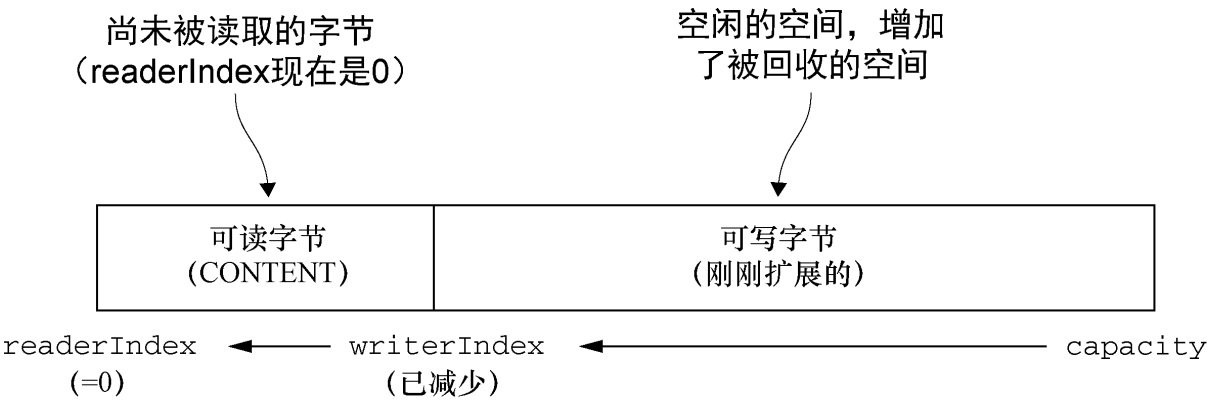 尚未被读取的字节
（readerIndex现在是0）
空闲的空间，增加
了被回收的空间
可读字节
（CONTENT）
可写字节
（刚刚扩展的）
readerIndex
(=0)
writerIndex
（已减少）
capacity